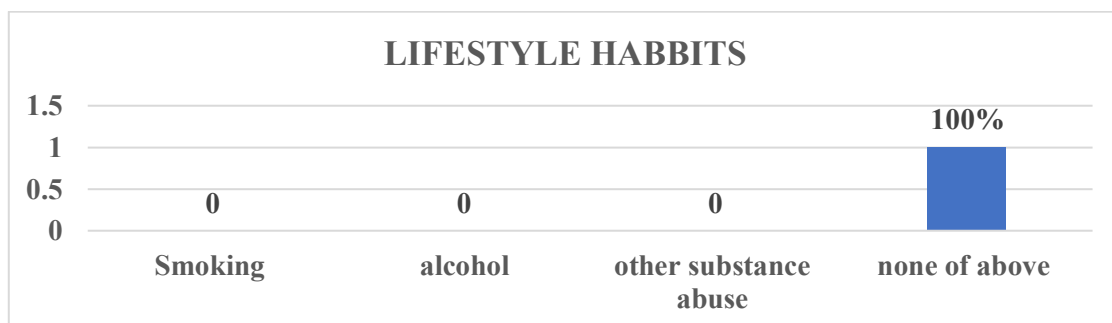 LIFESTYLE HABBITS
1.5
1
0.5
0
0
0
0
100%
Smoking
alcohol
other substance
abuse
none of above